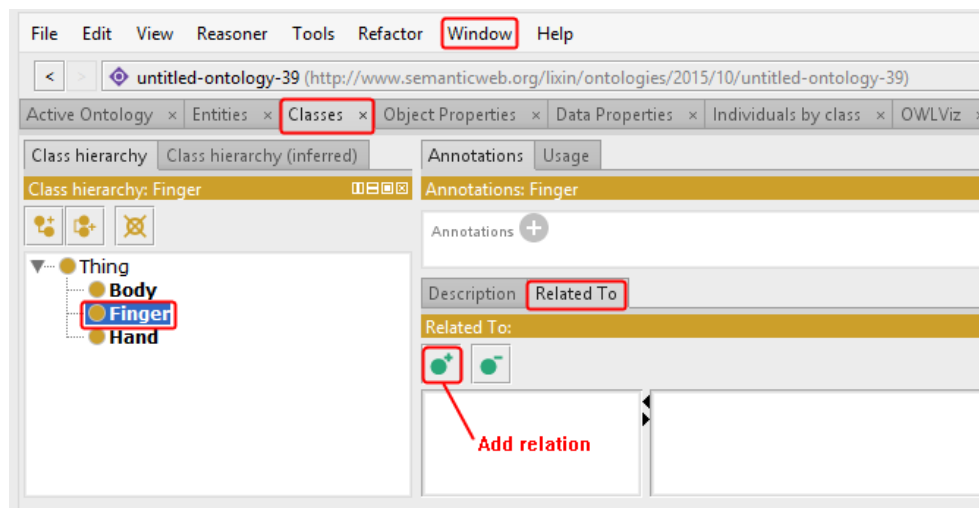 File Edit View Reasoner Tools Refactor Window Help
< > untitled-ontology-39 (http://www.semanticweb.org/lixin/ontologies/2015/10/untitled-ontology-39)
Active Ontology × Entities × Classes × Object Properties × Data Properties × Individuals by class × OWLViz ×
Class hierarchy Class hierarchy (inferred)
Class hierarchy: Finger
Thing
Body
Finger
Hand
Annotations Usage
Annotations: Finger
Annotations
Description Related To
Related To:
Add relation